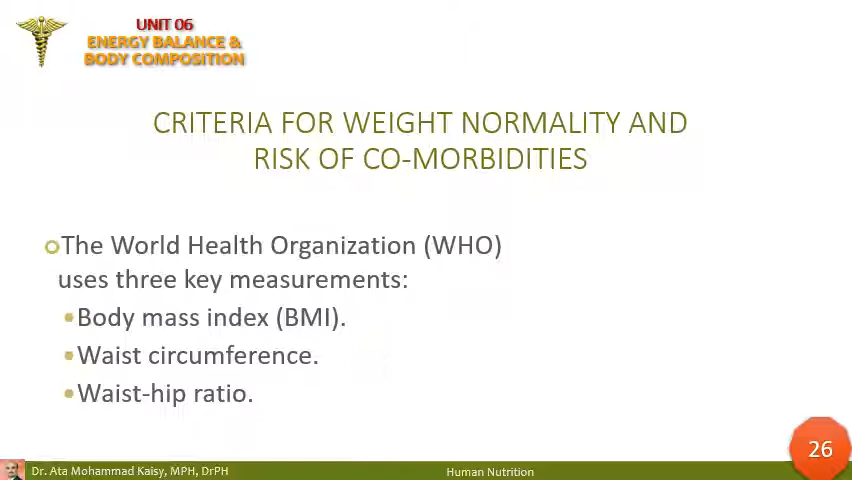 UNIT 06
ENERGY BALANCE &
BODY COMPOSITION
CRITERIA FOR WEIGHT NORMALITY AND
RISK OF CO-MORBIDITIES
The World Health Organization (WHO)
uses three key measurements:
Body mass index (BMI).
Waist circumference.
Waist-hip ratio.
26
Dr. Ata Mohammad Kaisy, MPH, DrPH
Human Nutrition